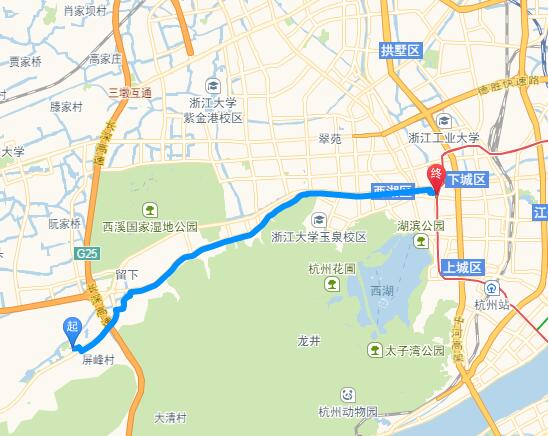 肖家坝村
贾家桥
高家庄
拱墅区
三墩互通
德胜快速路
滕家村
浙江大学
紫金港校区
浙江工业大学
翠苑
大学
终
下城区
西湖区
阮家桥
西溪国家湿地公园
浙江大学玉泉校区
湖滨公园
江
G25
留下
杭州花圃
上城区
西湖
杭州站
起
龙井
太子湾公园
屏峰村
大清村
杭州动物园